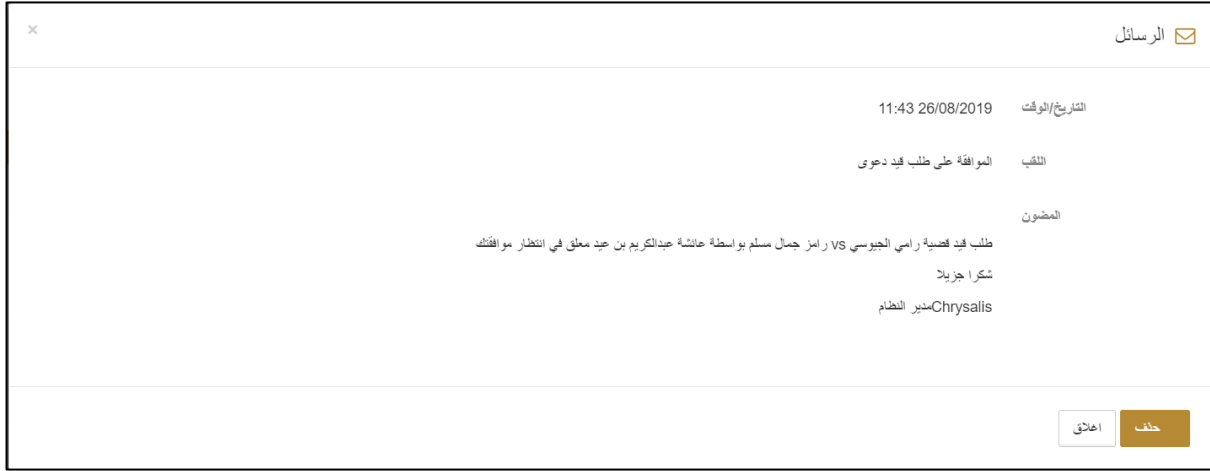 الرسائل
×
التاريخ/الوقت 26/08/2019 11:43
اللقب الموافقة على طلب قيد دعوى
المضون
طلب قيد قضية رامي الجيوسي vs رامز جمال مسلم بواسطة عائشة عبدالكريم بن عيد معلق في انتظار موافقتك
شكرا جزيلا
Chrysalisمدير النظام
حذف اغلاق